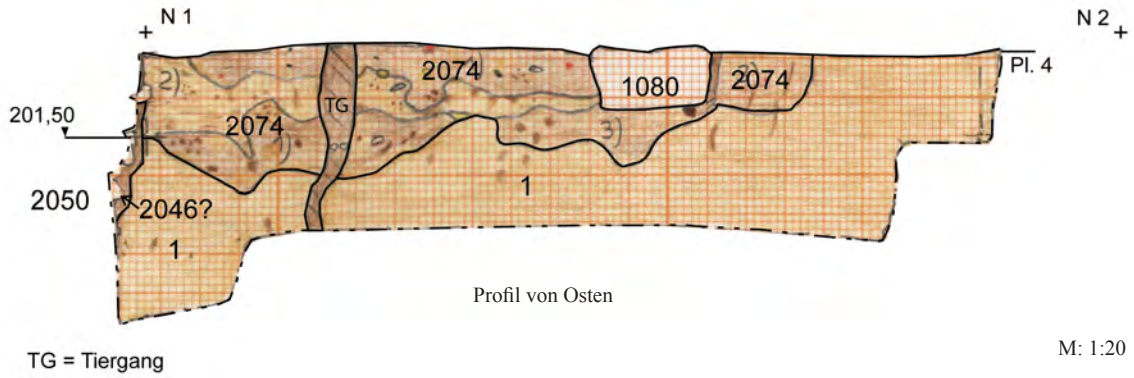 N 1
N 2
Pl. 4
2)
2074
1080
2074
TG
201,50
2074
1)
3)
2050
2046?
1
1
Profil von Osten
M: 1:20
TG = Tiergang